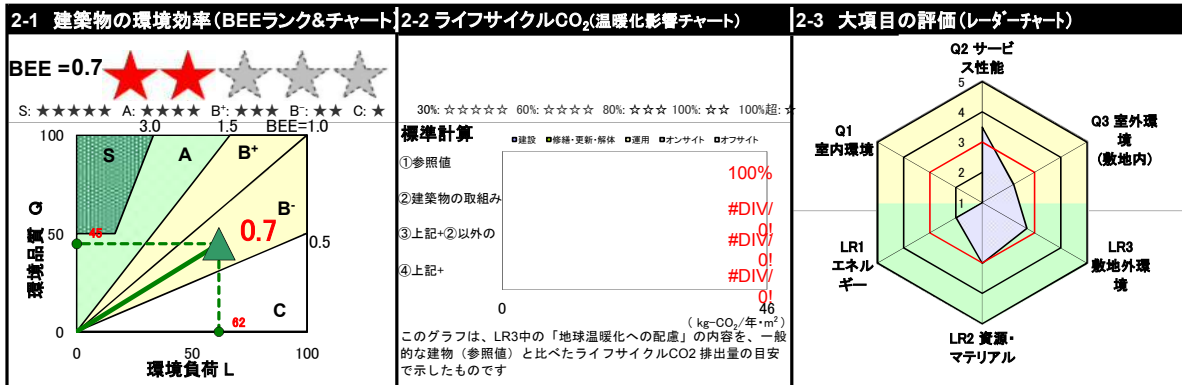 2-1 建築物の環境効率(BEEランク&チャート)
BEE =0.7
S: ★★★★★ A: ★★★★ B⁺: ★★★ B⁻: ★★ C: ★
3.0 1.5 BEE=1.0
100
S A B⁺
B⁻
環境品質 Q
50
45
0.7
0.5
C
62
0
0 50 100
環境負荷 L
2-2 ライフサイクルCO₂(温暖化影響チャート)
30%: ☆☆☆☆☆ 60%: ☆☆☆☆ 80%: ☆☆☆ 100%: ☆☆ 100%超: ☆
標準計算
建設 修繕・更新・解体 運用 オンサイト オフサイト
①参照値
100%
②建築物の取組み
#DIV/0!
③上記+②以外の
#DIV/0!
④上記+
#DIV/0!
0 46
( kg-CO₂/年・m²)
このグラフは、LR3中の「地球温暖化への配慮」の内容を、一般
的な建物(参照値)と比べたライフサイクルCO2 排出量の目安
で示したものです
2-3 大項目の評価(レーダーチャート)
Q2 サービ
ス性能
5
4
3
2
1
Q1
室内環境
Q3 室外環
境
(敷地内)
LR1
エネル
ギー
LR3
敷地外環
境
LR2 資源・
マテリアル